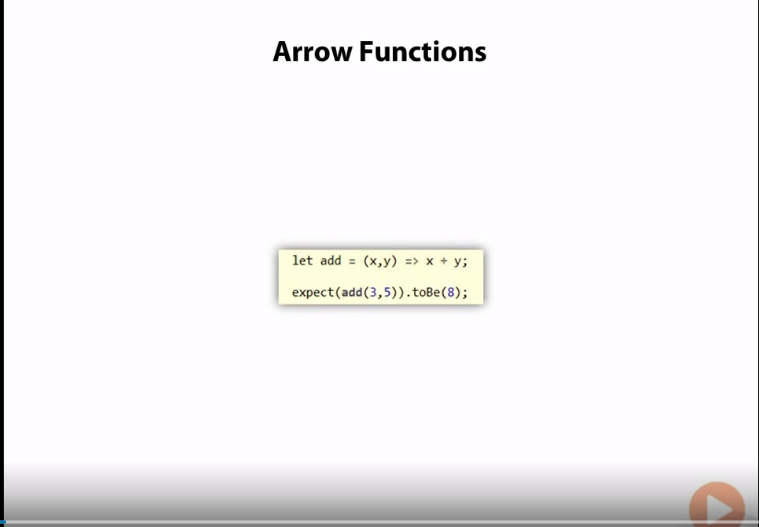 Arrow Functions
let add = (x,y) => x + y;
expect(add(3,5)).toBe(8);